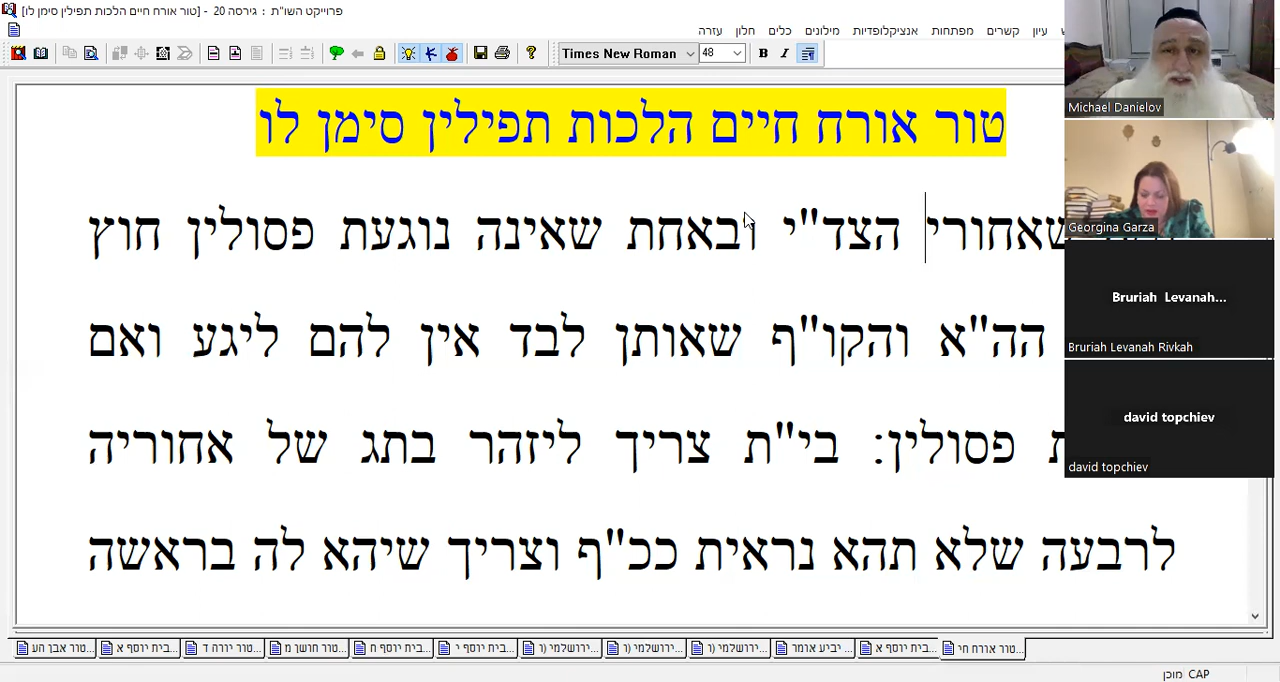 פרוייקט השו"ת : גירסה 20 - [טור אורח חיים הלכות תפילין סימן לו]
עיון קשרים מפתחות אנציקלופדיות מילונים כלים חלון עזרה
Times New Roman 48 B I
טור אורח חיים הלכות תפילין סימן לו
שאחורי הצד"י ובאחת שאינה נוגעת פסולין חוץ
הה"א והקו"ף שאותן לבד אין להם ליגע ואם
פסולין: בי"ת צריך ליזהר בתג של אחוריה
לרבעה שלא תהא נראית ככ"ף וצריך שיהא לה בראשה
Michael Danielov
Georgina Garza
Bruriah Levanah...
Bruriah Levanah Rivkah
david topchiev
david topchiev
טור אורח חי...
בית יוסף א...
יביע אומר ...
ירושלמי (ו...
ירושלמי (ו...
ירושלמי (ו...
בית יוסף י...
בית יוסף ח...
טור חושן מ...
טור יורה ד...
בית יוסף א...
טור אבן הע...
מוכן CAP